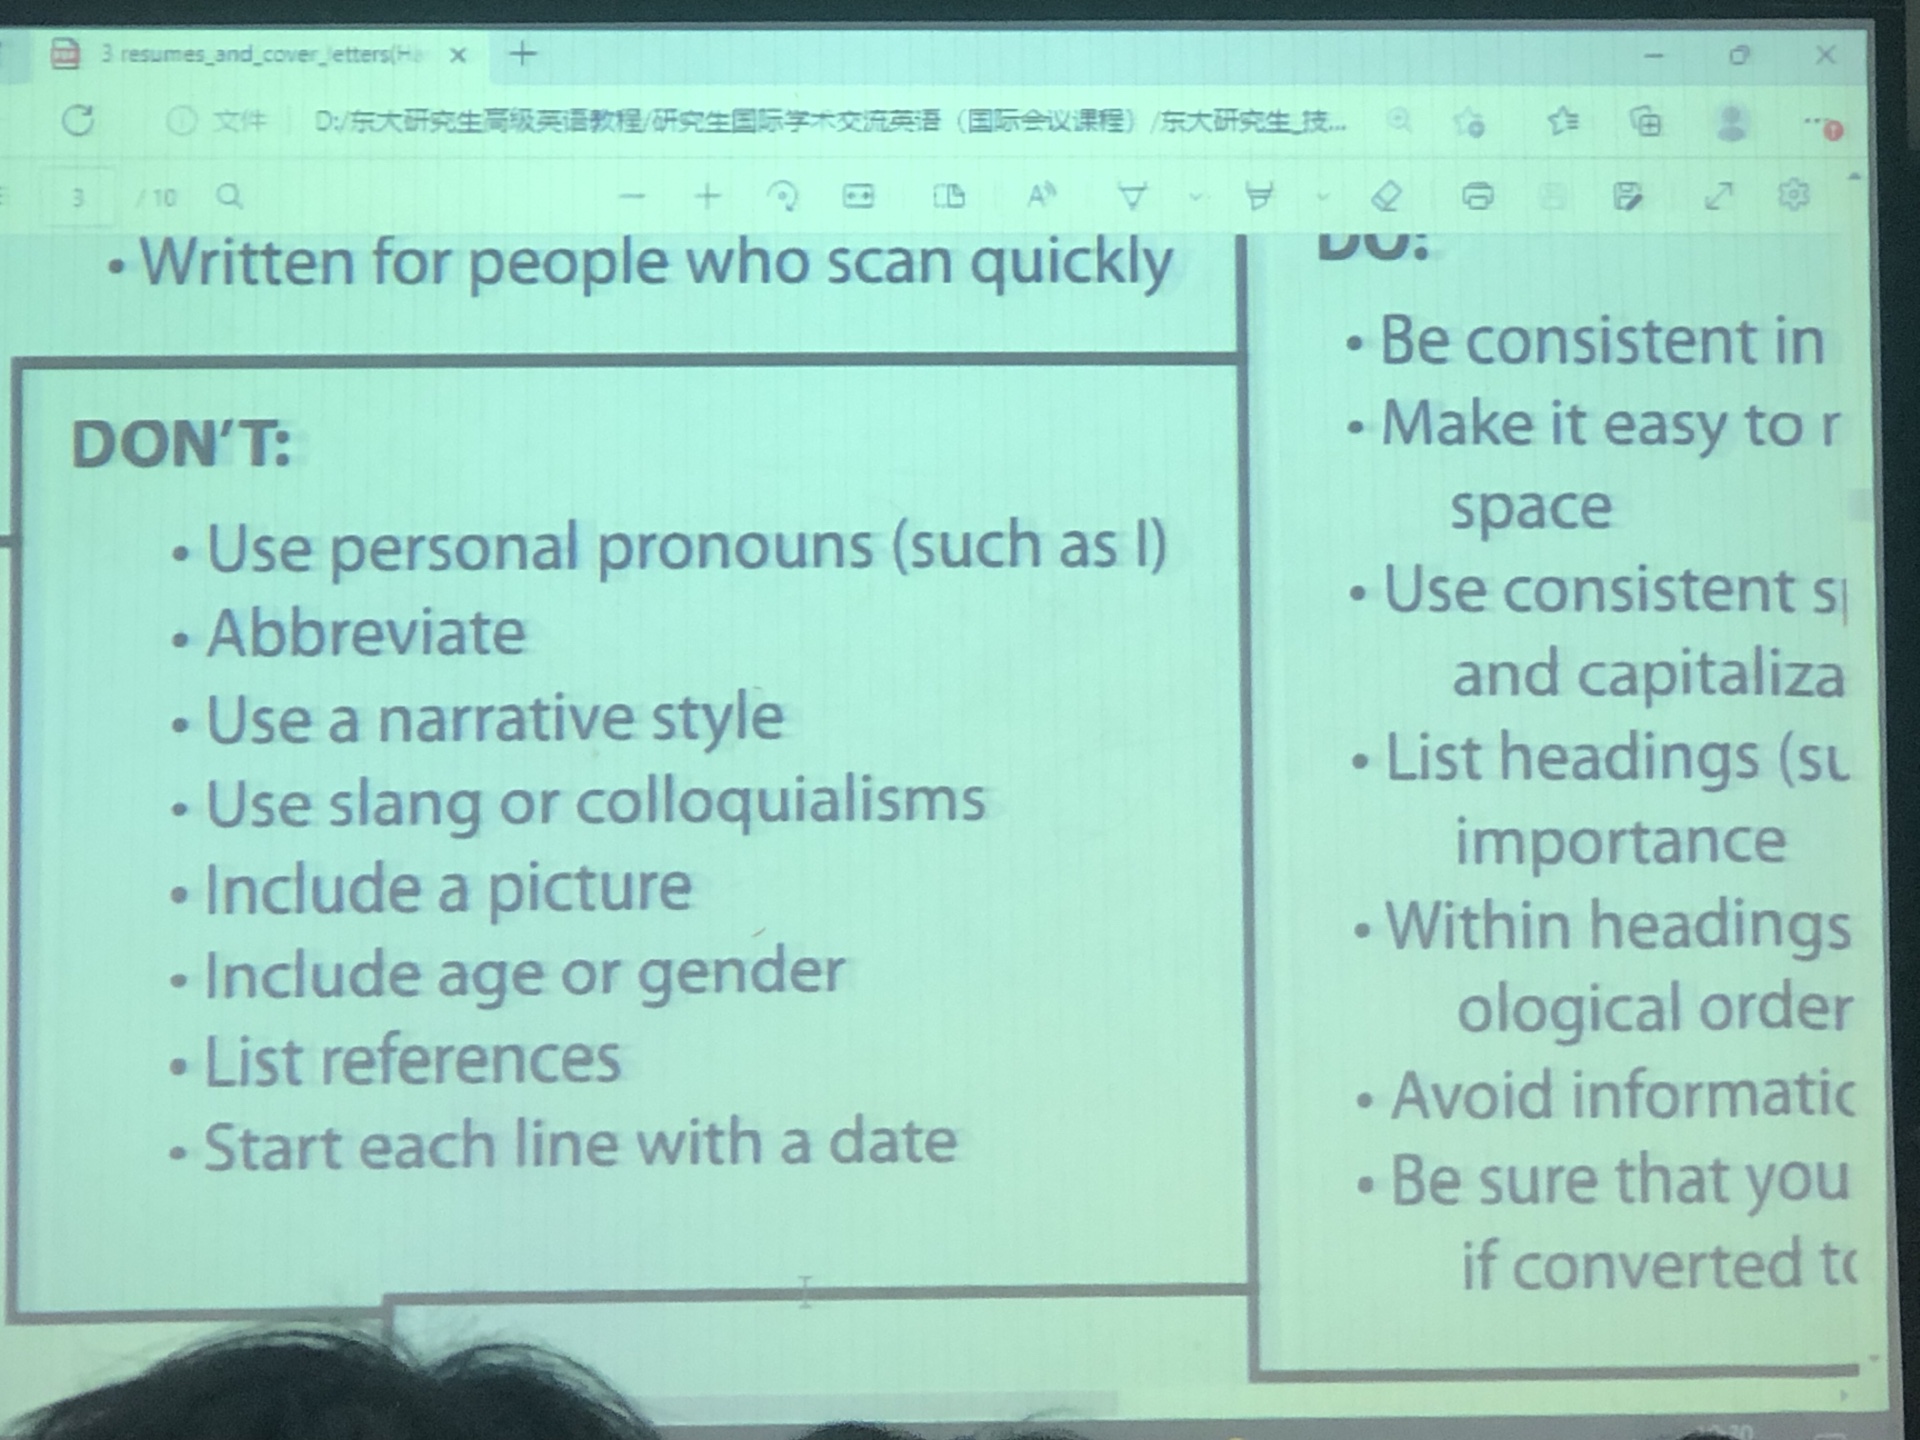 3 resumes_and_cover_letters(Ha
文件
D:/东大研究生高级英语教程/研究生国际学术交流英语（国际会议课程）/东大研究生_技...
3 / 10
• Written for people who scan quickly
DON'T:
• Use personal pronouns (such as I)
• Abbreviate
• Use a narrative style
• Use slang or colloquialisms
• Include a picture
• Include age or gender
• List references
• Start each line with a date
DO:
• Be consistent in
• Make it easy to r
space
• Use consistent s
and capitaliza
• List headings (su
importance
• Within headings
ological order
• Avoid informatic
• Be sure that you
if converted to